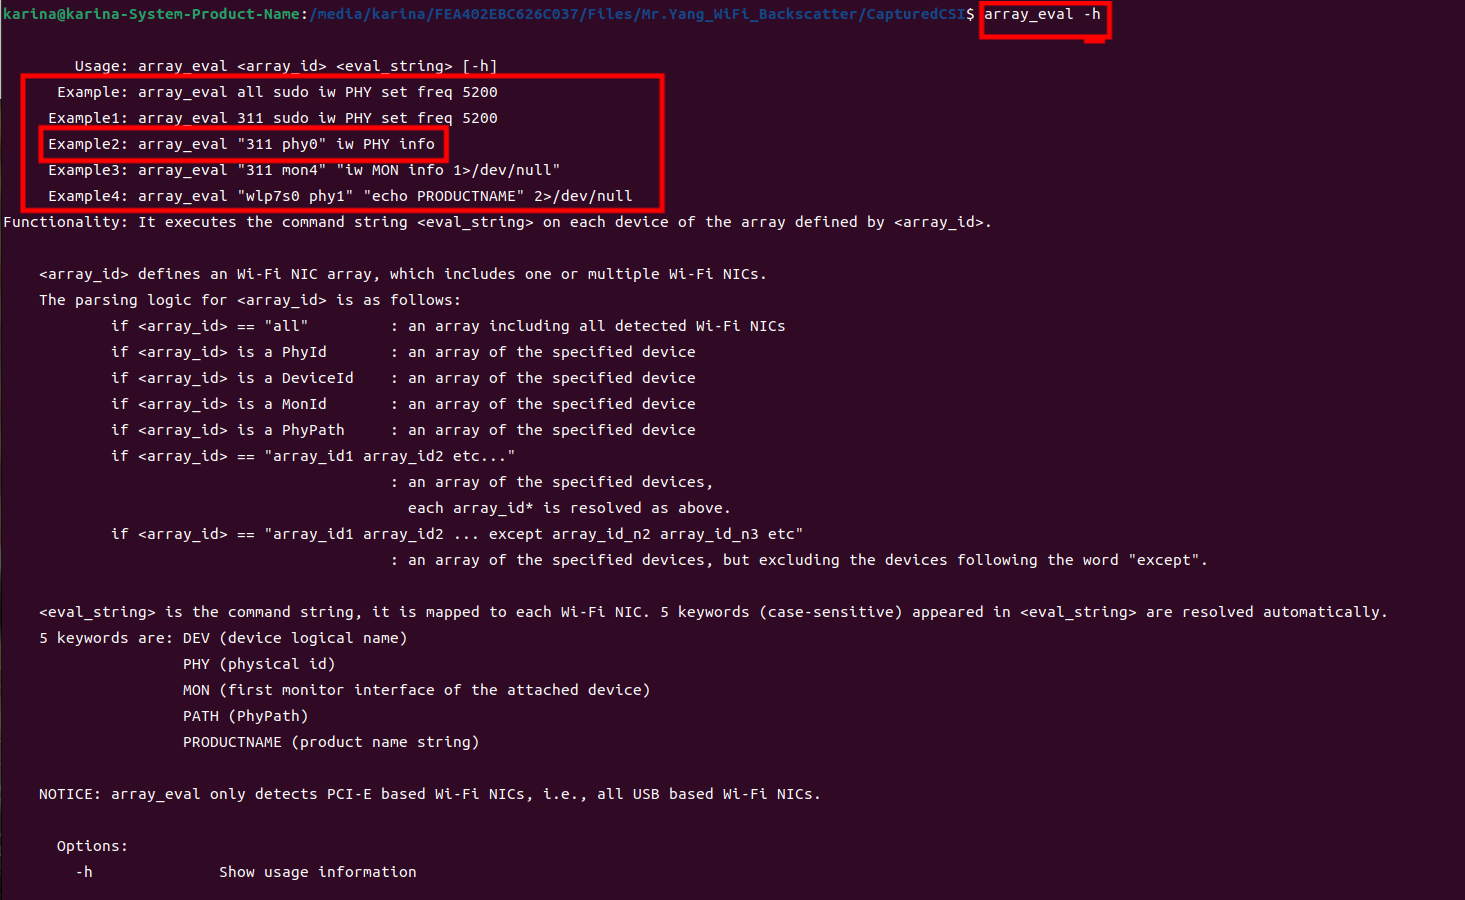 karina@karina-System-Product-Name:/media/karina/FEA402EBC626C037/Files/Mr.Yang_WiFi_Backscatter/CapturedCSI$ array_eval -h
Usage: array_eval <array_id> <eval_string> [-h]
Example: array_eval all sudo iw PHY set freq 5200
Example1: array_eval 311 sudo iw PHY set freq 5200
Example2: array_eval "311 phy0" iw PHY info
Example3: array_eval "311 mon4" "iw MON info 1>/dev/null"
Example4: array_eval "wlp7s0 phy1" "echo PRODUCTNAME" 2>/dev/null
Functionality: It executes the command string <eval_string> on each device of the array defined by <array_id>.
<array_id> defines an Wi-Fi NIC array, which includes one or multiple Wi-Fi NICs.
The parsing logic for <array_id> is as follows:
if <array_id> == "all" : an array including all detected Wi-Fi NICs
if <array_id> is a PhyId : an array of the specified device
if <array_id> is a DeviceId : an array of the specified device
if <array_id> is a MonId : an array of the specified device
if <array_id> is a PhyPath : an array of the specified device
if <array_id> == "array_id1 array_id2 etc..."
: an array of the specified devices,
each array_id* is resolved as above.
if <array_id> == "array_id1 array_id2 ... except array_id_n2 array_id_n3 etc"
: an array of the specified devices, but excluding the devices following the word "except".
<eval_string> is the command string, it is mapped to each Wi-Fi NIC. 5 keywords (case-sensitive) appeared in <eval_string> are resolved automatically.
5 keywords are: DEV (device logical name)
PHY (physical id)
MON (first monitor interface of the attached device)
PATH (PhyPath)
PRODUCTNAME (product name string)
NOTICE: array_eval only detects PCI-E based Wi-Fi NICs, i.e., all USB based Wi-Fi NICs.
Options:
-h Show usage information